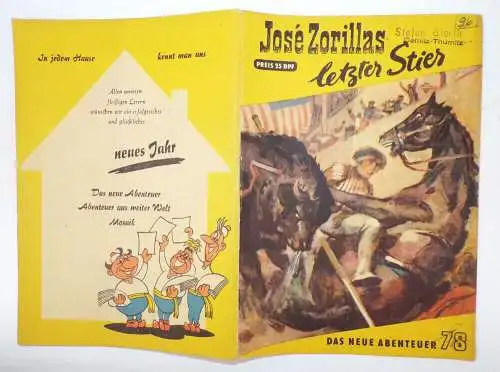 In jedem Hause kennt man uns
Allen unseren
fleißigen Lesern
wünschen wir ein erfolgreiches
und glückliches
neues Jahr
Das neue Abenteuer
Abenteuer aus weiter Welt
Mosaik
José Zorillas
PREIS 25 DPF
letzter Stier
DAS NEUE ABENTEUER 78